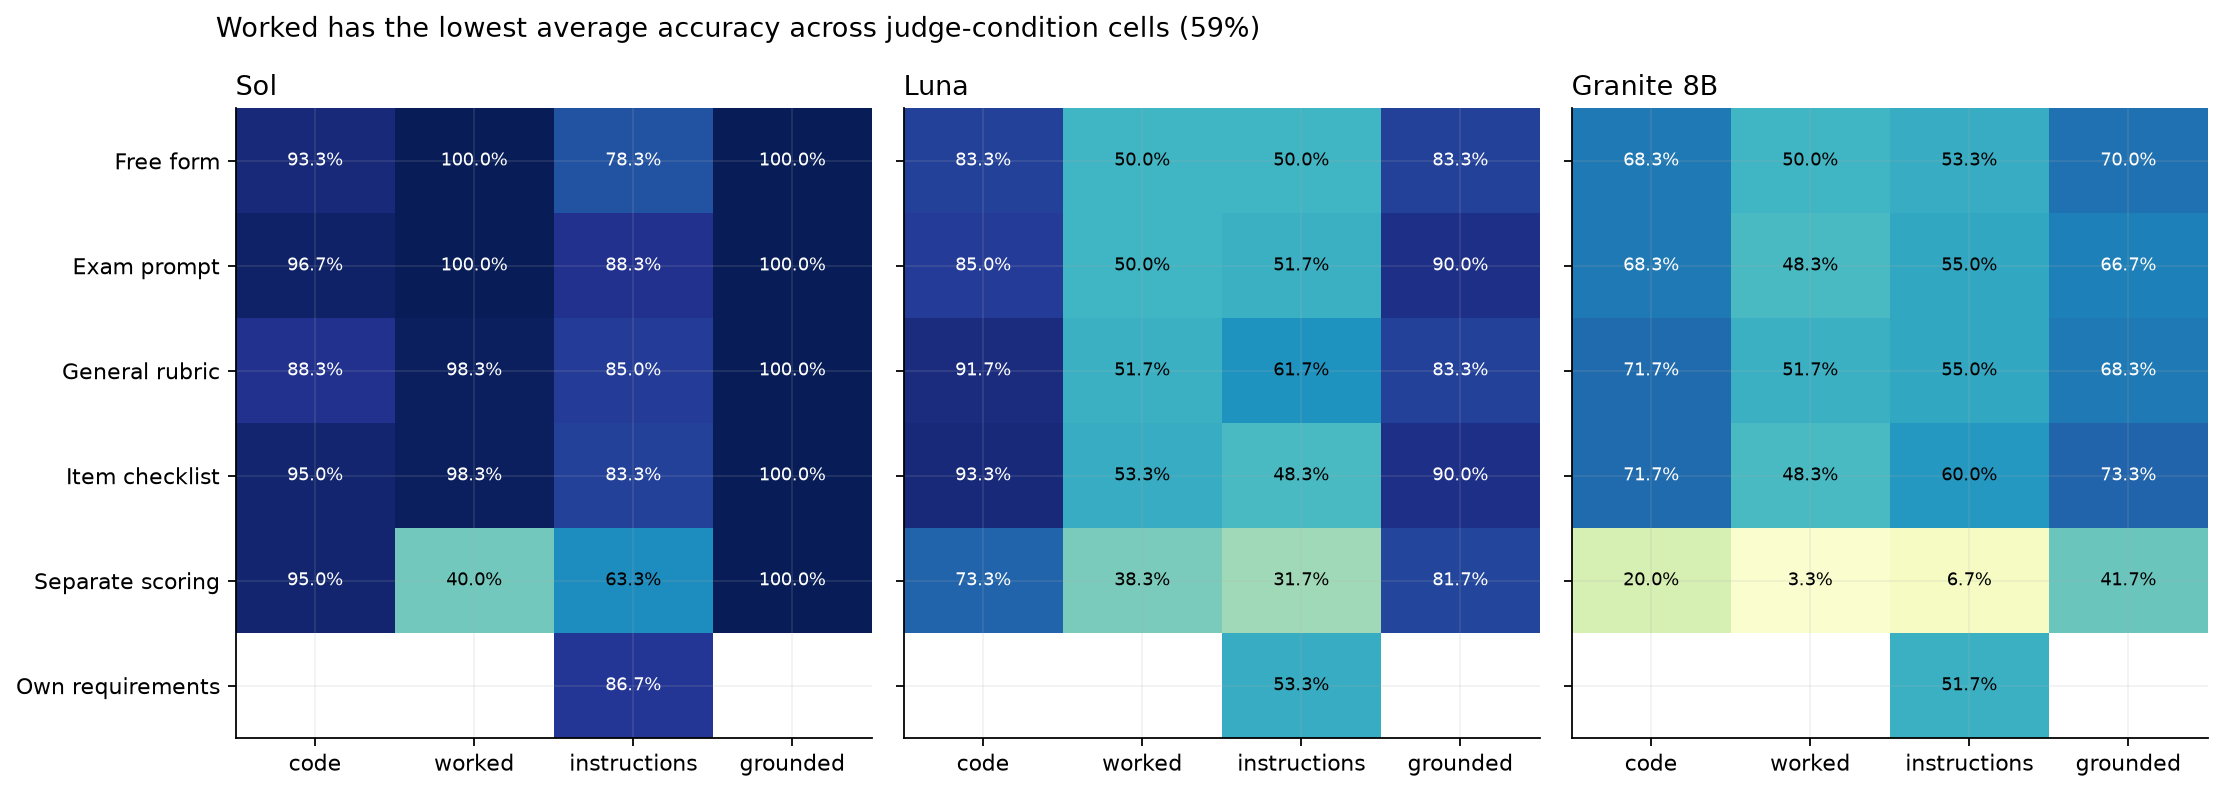 Worked has the lowest average accuracy across judge-condition cells (59%)
Sol Luna Granite 8B
Free form 93.3% 100.0% 78.3% 100.0% 83.3% 50.0% 50.0% 83.3% 68.3% 50.0% 53.3% 70.0%
Exam prompt 96.7% 100.0% 88.3% 100.0% 85.0% 50.0% 51.7% 90.0% 68.3% 48.3% 55.0% 66.7%
General rubric 88.3% 98.3% 85.0% 100.0% 91.7% 51.7% 61.7% 83.3% 71.7% 51.7% 55.0% 68.3%
Item checklist 95.0% 98.3% 83.3% 100.0% 93.3% 53.3% 48.3% 90.0% 71.7% 48.3% 60.0% 73.3%
Separate scoring 95.0% 40.0% 63.3% 100.0% 73.3% 38.3% 31.7% 81.7% 20.0% 3.3% 6.7% 41.7%
Own requirements 86.7% 53.3% 51.7%
code worked instructions grounded code worked instructions grounded code worked instructions grounded